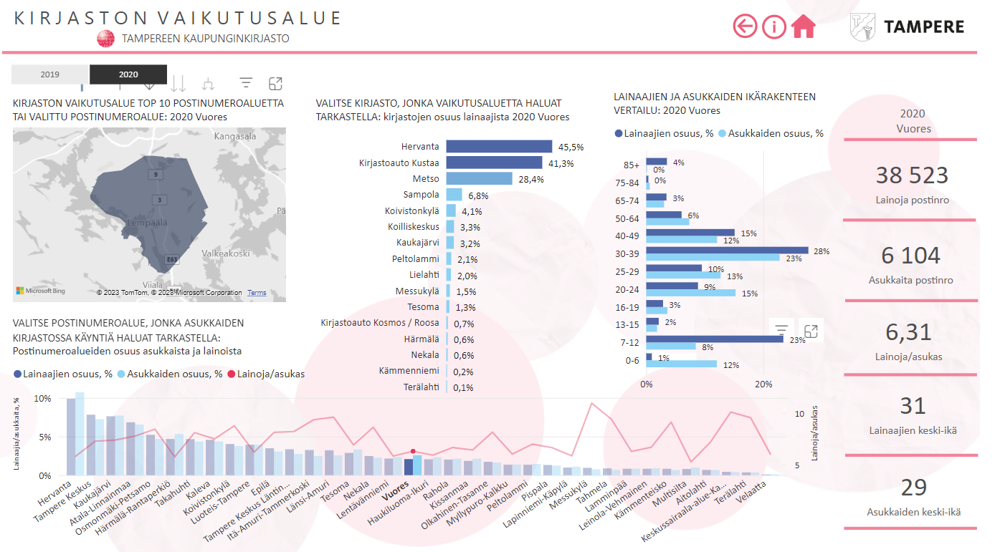 KIRJASTON VAIKUTUSALUE
TAMPEREEN KAUPUNGINKIRJASTO
TAMPERE
2019
2020
KIRJASTON VAIKUTUSALUE TOP 10 POSTINUMEROALUETTA
TAI VALITTU POSTINUMEROALUE: 2020 Vuores
Kangasala
9
3
Lempäälä
Pä
Valkeakoski
E63
Viiala
Microsoft Bing
© 2023 TomTom, © 2023 Microsoft Corporation Terms
VALITSE KIRJASTO, JONKA VAIKUTUSALUETTA HALUAT
TARKASTELLA: kirjastojen osuus lainaajista 2020 Vuores
Hervanta 45,5%
Kirjastoauto Kustaa 41,3%
Metso 28,4%
Sampola 6,8%
Koivistonkylä 4,1%
Koilliskeskus 3,3%
Kaukajärvi 3,2%
Peltolammi 2,1%
Lielahti 2,0%
Messukylä 1,5%
Tesoma 1,3%
Kirjastoauto Kosmos / Roosa 0,7%
Härmälä 0,6%
Nekala 0,6%
Kämmenniemi 0,2%
Terälahti 0,1%
LAINAAJIEN JA ASUKKAIDEN IKÄRAKENTEEN
VERTAILU: 2020 Vuores
Lainaajien osuus, % Asukkaiden osuus, %
85+ 4%
0%
75-84 0%
65-74 3%
50-64 6%
40-49 15%
12%
30-39 28%
23%
25-29 10%
13%
20-24 9%
15%
16-19 3%
13-15 2%
7-12 23%
8%
0-6 1%
12%
0% 20%
2020
Vuores
38 523
Lainoja postinro
6 104
Asukkaita postinro
6,31
Lainoja/asukas
31
Lainaajien keski-ikä
29
Asukkaiden keski-ikä
VALITSE POSTINUMEROALUE, JONKA ASUKKAIDEN
KIRJASTOSSA KÄYNTIÄ HALUAT TARKASTELLA:
Postinumeroalueiden osuus asukkaista ja lainoista
Lainaajien osuus, % Asukkaiden osuus, % Lainoja/asukas
Lainaajia/asukkaita, %
10%
5%
0%
10
5
Lainoja/asukas
Hervanta
Tampere Keskus
Kaukajärvi
Atala-Linnainmaa
Osmonmäki-Petsamo
Härmälä-Rantaperkiö
Takahuhti
Kaleva
Koivistonkylä
Luoteis-Tampere
Epilä
Tampere Keskus Läntin...
Itä-Amuri-Tammerkoski
Länsi-Amuri
Tesoma
Nekala
Lentävänniemi
Vuores
Haukiluoma-Ikuri
Rahola
Kissanmaa
Olkahinen-Tasanne
Myllypuro-Kalkku
Peltolammi
Pispala
Lapinniemi-Käpylä
Messukylä
Tahmela
Lamminpää
Leinola-Vehmainen
Kämmenteisko
Multisilta
Aitolahti
Keskussairaala-alue-Ka...
Terälahti
Velaatta